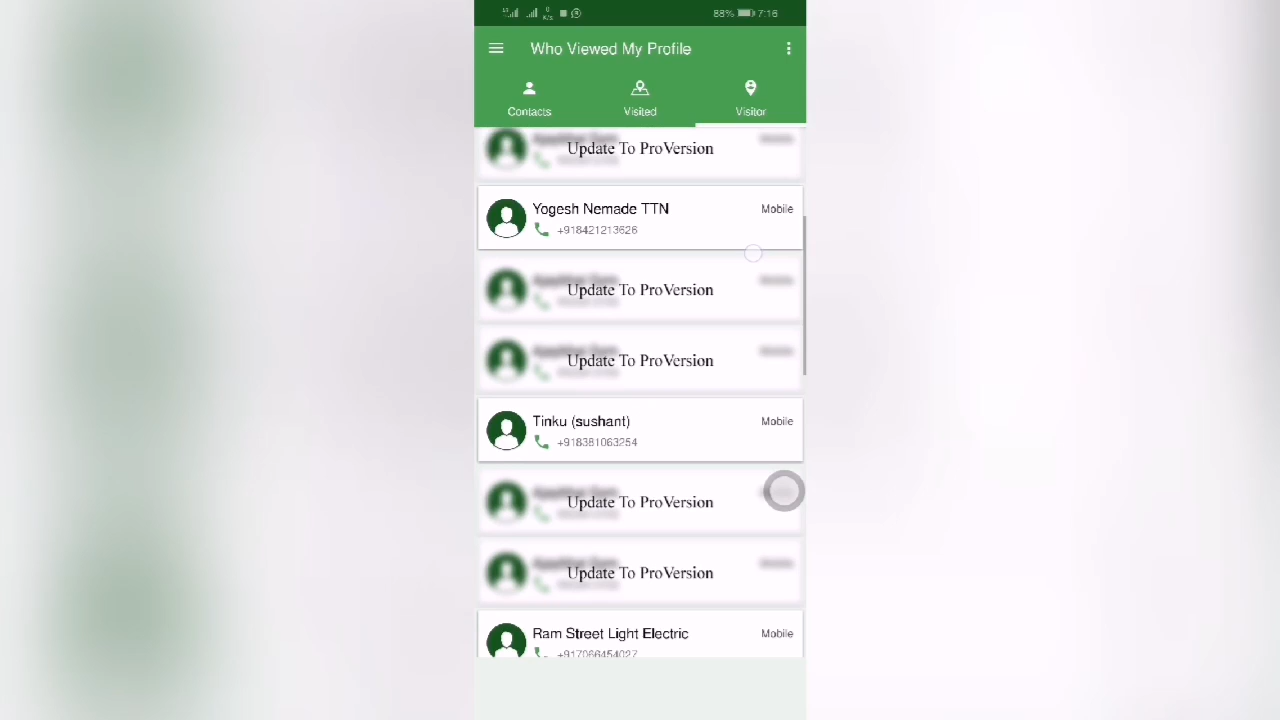 0
K/s
88%
7:16
Who Viewed My Profile
Contacts
Visited
Visitor
Update To ProVersion
Yogesh Nemade TTN
Mobile
+918421213626
Update To ProVersion
Update To ProVersion
Tinku (sushant)
Mobile
+918381063254
Update To ProVersion
Update To ProVersion
Ram Street Light Electric
Mobile
+917066454027